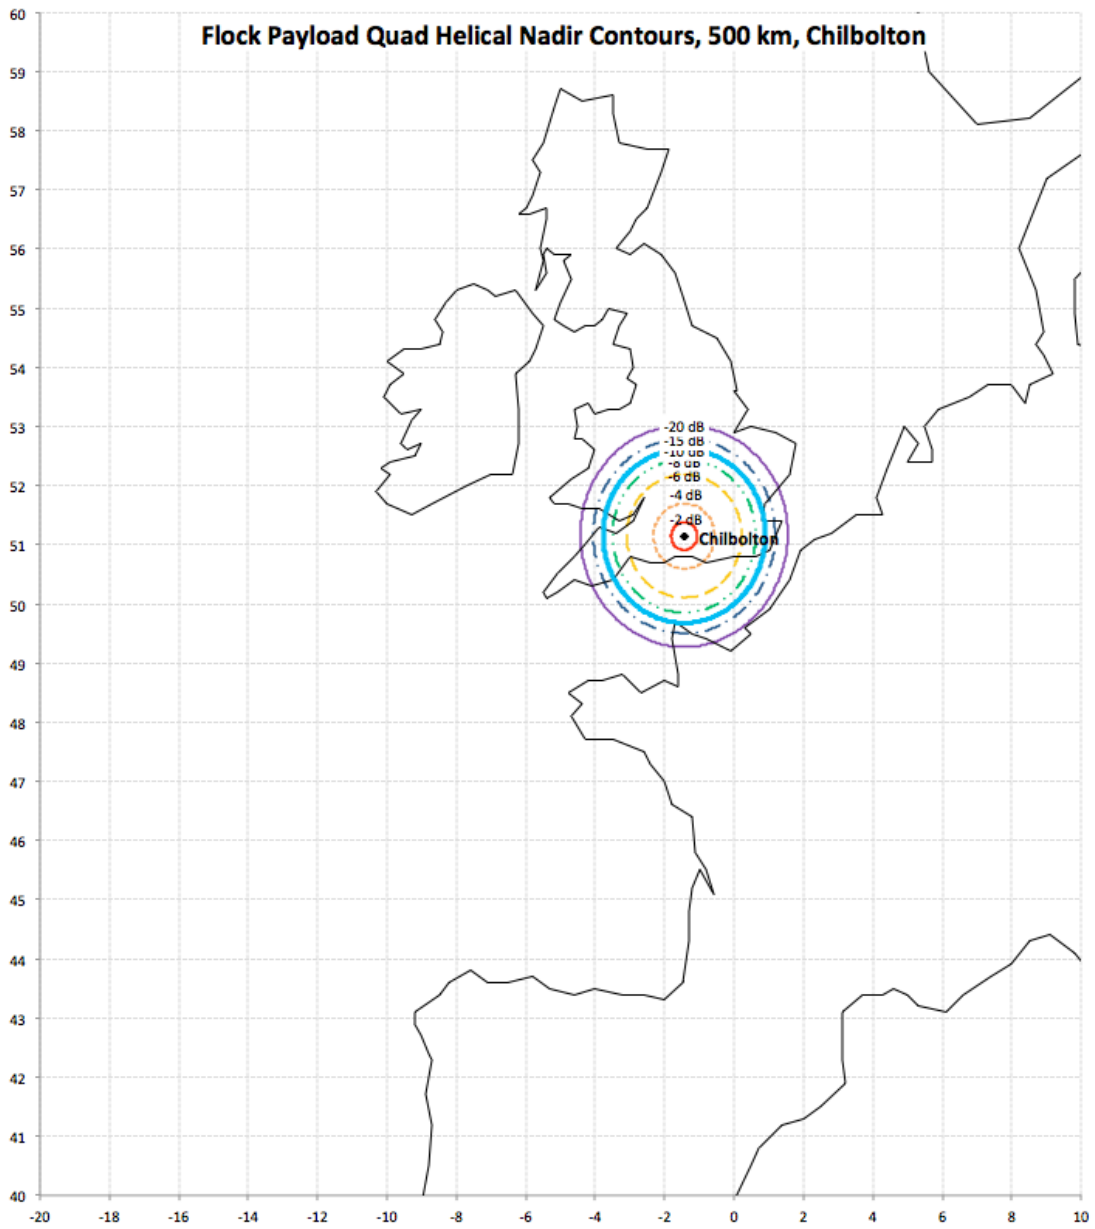 Flock Payload Quad Helical Nadir Contours, 500 km, Chilbolton
60
59
58
57
56
55
54
53
52
51
50
49
48
47
46
45
44
43
42
41
40
-20 dB
-15 dB
-10 dB
-8 dB
-6 dB
-4 dB
-2 dB
Chilbolton
-20 -18 -16 -14 -12 -10 -8 -6 -4 -2 0 2 4 6 8 10